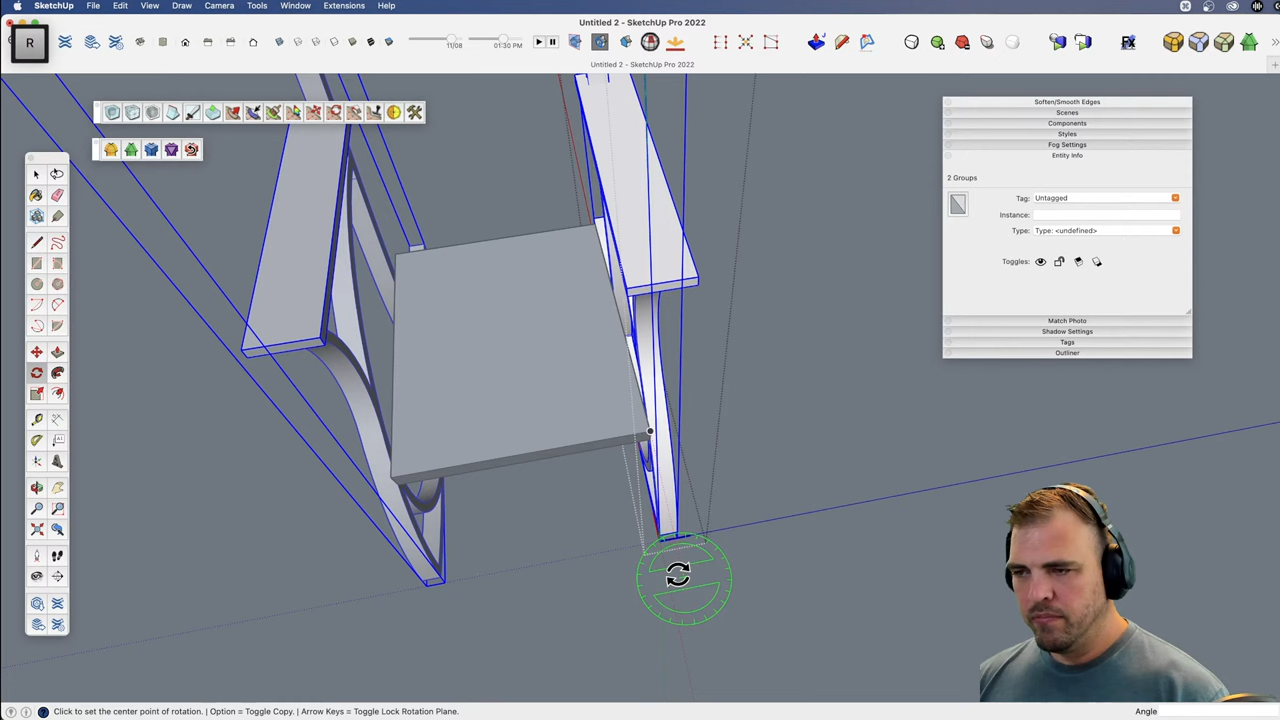 SketchUp File Edit View Draw Camera Tools Window Extensions Help
Untitled 2 - SketchUp Pro 2022
R
11/08
01:30 PM
Untitled 2 - SketchUp Pro 2022
Soften/Smooth Edges
Scenes
Components
Styles
Fog Settings
Entity Info
2 Groups
Tag: Untagged
Instance:
Type: Type: <undefined>
Toggles:
Match Photo
Shadow Settings
Tags
Outliner
Click to set the center point of rotation. | Option = Toggle Copy. | Arrow Keys = Toggle Lock Rotation Plane.
Angle